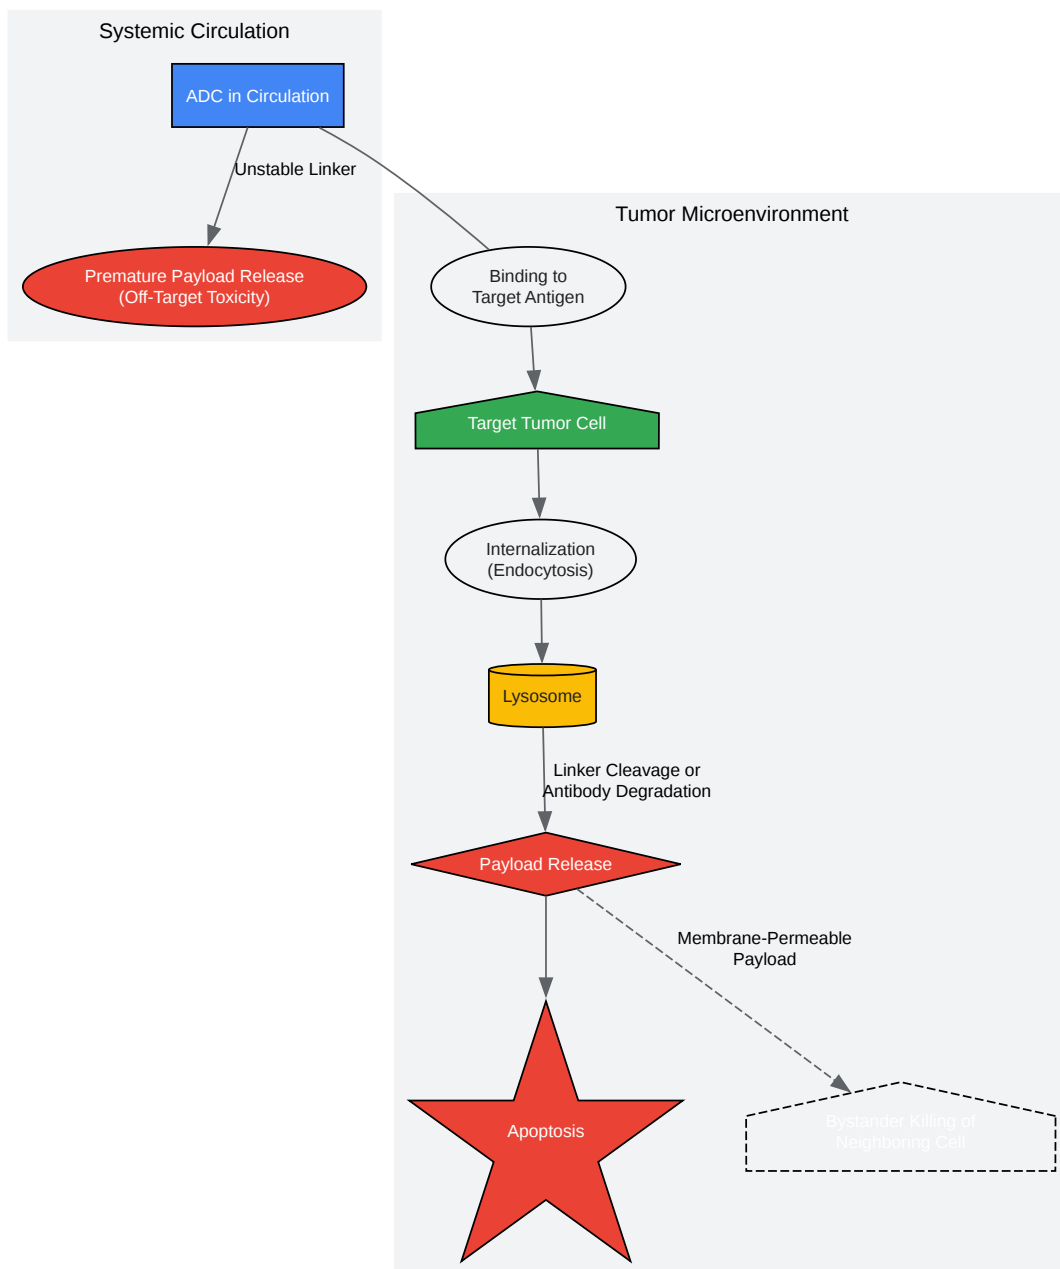 Systemic Circulation
ADC in Circulation
Unstable Linker
Premature Payload Release
(Off-Target Toxicity)
Tumor Microenvironment
Binding to
Target Antigen
Target Tumor Cell
Internalization
(Endocytosis)
Lysosome
Linker Cleavage or
Antibody Degradation
Payload Release
Membrane-Permeable
Payload
Apoptosis
Bystander Killing of
Neighboring Cell